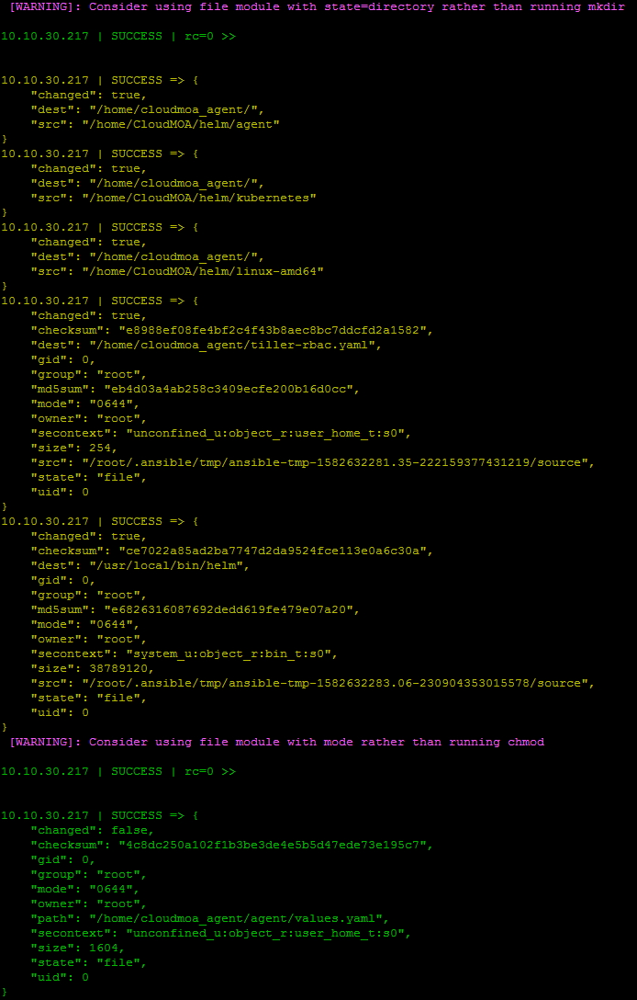 [WARNING]: Consider using file module with state=directory rather than running mkdir
10.10.30.217 | SUCCESS | rc=0 >>
10.10.30.217 | SUCCESS => {
"changed": true,
"dest": "/home/cloudmoa_agent/",
"src": "/home/CloudMOA/helm/agent"
}
10.10.30.217 | SUCCESS => {
"changed": true,
"dest": "/home/cloudmoa_agent/",
"src": "/home/CloudMOA/helm/kubernetes"
}
10.10.30.217 | SUCCESS => {
"changed": true,
"dest": "/home/cloudmoa_agent/",
"src": "/home/CloudMOA/helm/linux-amd64"
}
10.10.30.217 | SUCCESS => {
"changed": true,
"checksum": "e8988ef08fe4bf2c4f43b8aec8bc7ddcfd2a1582",
"dest": "/home/cloudmoa_agent/tiller-rbac.yaml",
"gid": 0,
"group": "root",
"md5sum": "eb4d03a4ab258c3409ecfe200b16d0cc",
"mode": "0644",
"owner": "root",
"secontext": "unconfined_u:object_r:user_home_t:s0",
"size": 254,
"src": "/root/.ansible/tmp/ansible-tmp-1582632281.35-222159377431219/source",
"state": "file",
"uid": 0
}
10.10.30.217 | SUCCESS => {
"changed": true,
"checksum": "ce7022a85ad2ba7747d2da9524fce113e0a6c30a",
"dest": "/usr/local/bin/helm",
"gid": 0,
"group": "root",
"md5sum": "e6826316087692dedd619fe479e07a20",
"mode": "0644",
"owner": "root",
"secontext": "system_u:object_r:bin_t:s0",
"size": 38789120,
"src": "/root/.ansible/tmp/ansible-tmp-1582632283.06-230904353015578/source",
"state": "file",
"uid": 0
}
[WARNING]: Consider using file module with mode rather than running chmod
10.10.30.217 | SUCCESS | rc=0 >>
10.10.30.217 | SUCCESS => {
"changed": false,
"checksum": "4c8dc250a102f1b3be3de4e5b5d47ede73e195c7",
"gid": 0,
"group": "root",
"mode": "0644",
"owner": "root",
"path": "/home/cloudmoa_agent/agent/values.yaml",
"secontext": "unconfined_u:object_r:user_home_t:s0",
"size": 1604,
"state": "file",
"uid": 0
}